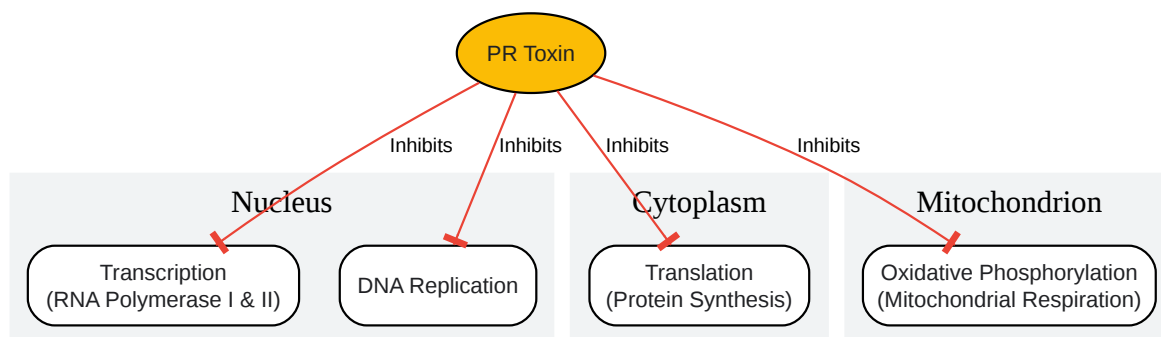 PR Toxin
Inhibits
Inhibits
Inhibits
Inhibits
Nucleus
Cytoplasm
Mitochondrion
Transcription
(RNA Polymerase I & II)
DNA Replication
Translation
(Protein Synthesis)
Oxidative Phosphorylation
(Mitochondrial Respiration)